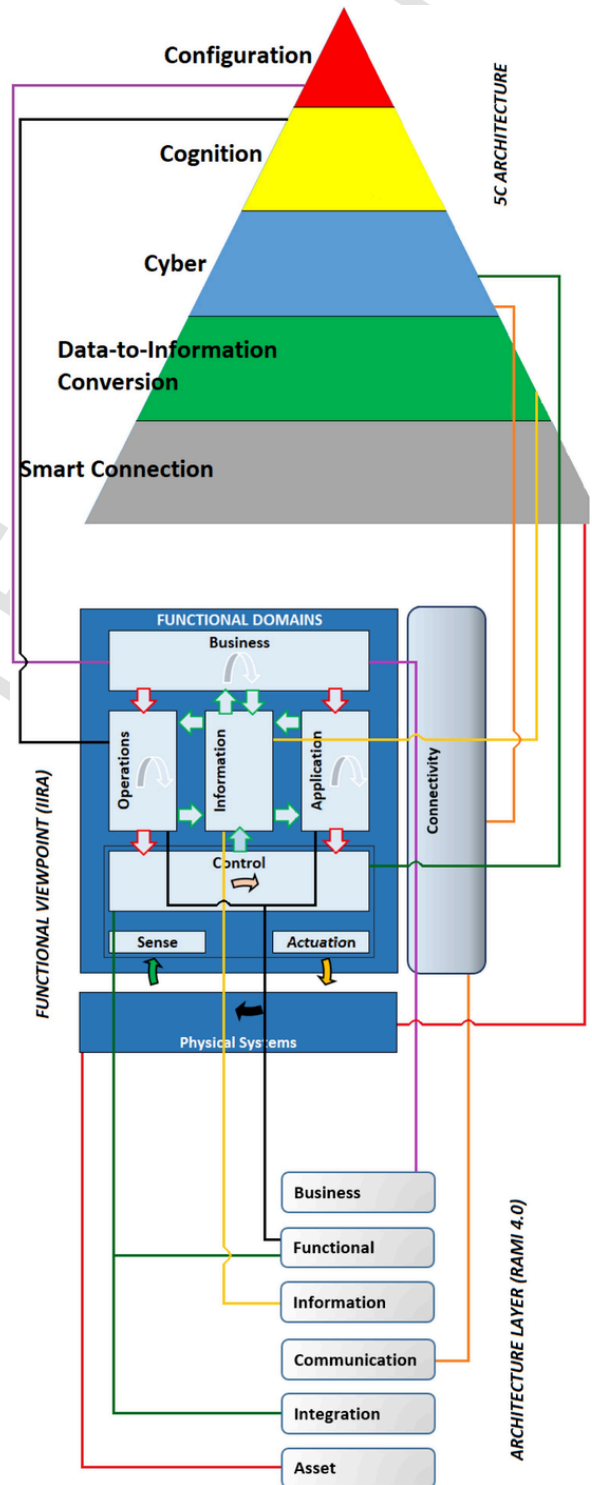 Configuration
5C ARCHITECTURE
Cognition
Cyber
Data-to-Information
Conversion
Smart Connection
FUNCTIONAL DOMAINS
Business
Operations
Information
Application
Connectivity
FUNCTIONAL VIEWPOINT (IIRA)
Control
Sense
Actuation
Physical Systems
Business
Functional
Information
Communication
Integration
Asset
ARCHITECTURE LAYER (RAMI 4.0)